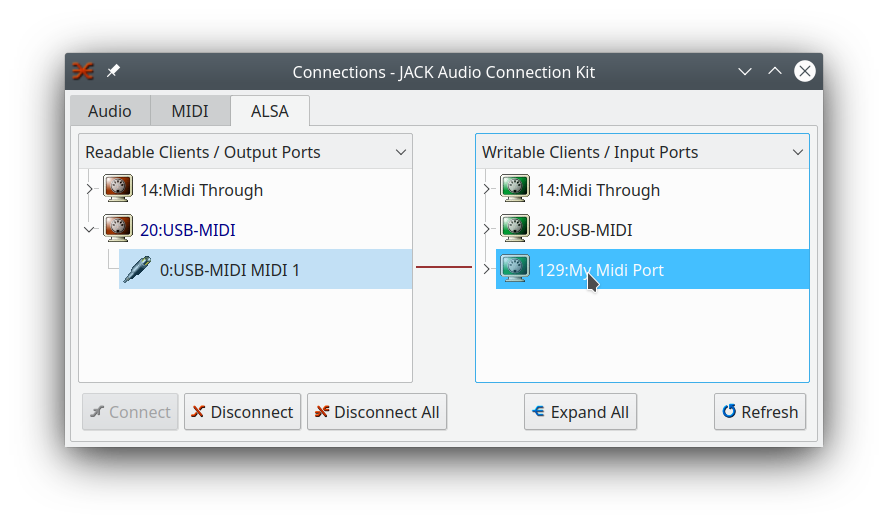 Connections - JACK Audio Connection Kit
Audio MIDI ALSA
Readable Clients / Output Ports
14:Midi Through
20:USB-MIDI
0:USB-MIDI MIDI 1
Writable Clients / Input Ports
14:Midi Through
20:USB-MIDI
129:My Midi Port
Connect Disconnect Disconnect All Expand All Refresh